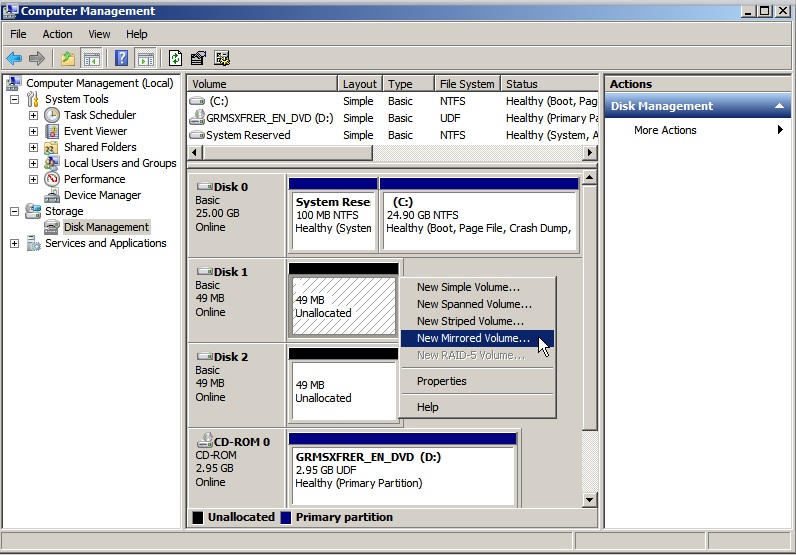 Computer Management
File Action View Help
Computer Management (Local)
System Tools
Task Scheduler
Event Viewer
Shared Folders
Local Users and Groups
Performance
Device Manager
Storage
Disk Management
Services and Applications
Volume Layout Type File System Status
(C:) Simple Basic NTFS Healthy (Boot, Pag
GRMSXFRER_EN_DVD (D:) Simple Basic UDF Healthy (Primary Pa
System Reserved Simple Basic NTFS Healthy (System, A
Disk 0
Basic
25.00 GB
Online
System Rese
100 MB NTFS
Healthy (System
(C:)
24.90 GB NTFS
Healthy (Boot, Page File, Crash Dump,
Disk 1
Basic
49 MB
Online
49 MB
Unallocated
Disk 2
Basic
49 MB
Online
49 MB
Unallocated
CD-ROM 0
CD-ROM
2.95 GB
Online
GRMSXFRER_EN_DVD (D:)
2.95 GB UDF
Healthy (Primary Partition)
Unallocated Primary partition
New Simple Volume...
New Spanned Volume...
New Striped Volume...
New Mirrored Volume...
New RAID-5 Volume...
Properties
Help
Actions
Disk Management
More Actions